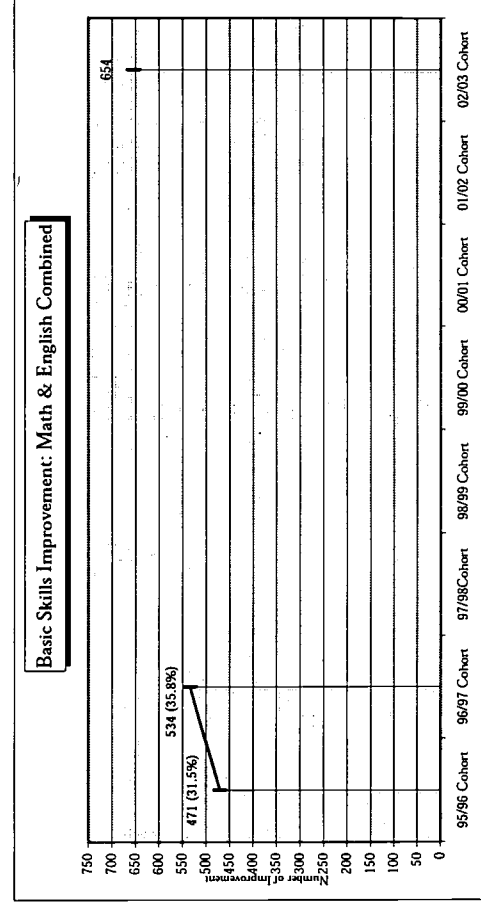 Basic Skills Improvement: Math & English Combined
750
700
650
600
550
500
450
400
350
300
250
200
150
100
50
0
Number of Improvement
471 (31.5%)
534 (35.8%)
654
95/96 Cohort
96/97 Cohort
97/98Cohort
98/99 Cohort
99/00 Cohort
00/01 Cohort
01/02 Cohort
02/03 Cohort